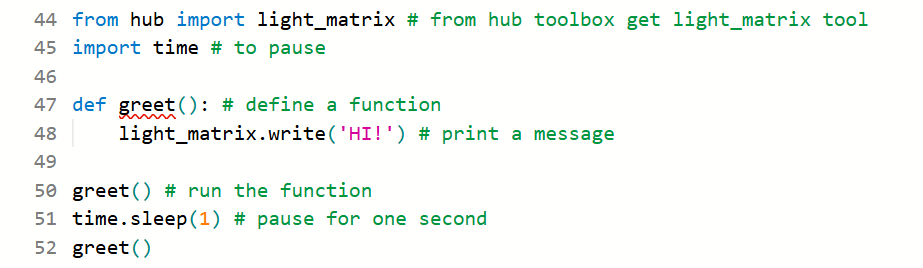 44 from hub import light_matrix # from hub toolbox get light_matrix tool
45 import time # to pause
46
47 def greet(): # define a function
48     light_matrix.write('HI!') # print a message
49
50 greet() # run the function
51 time.sleep(1) # pause for one second
52 greet()